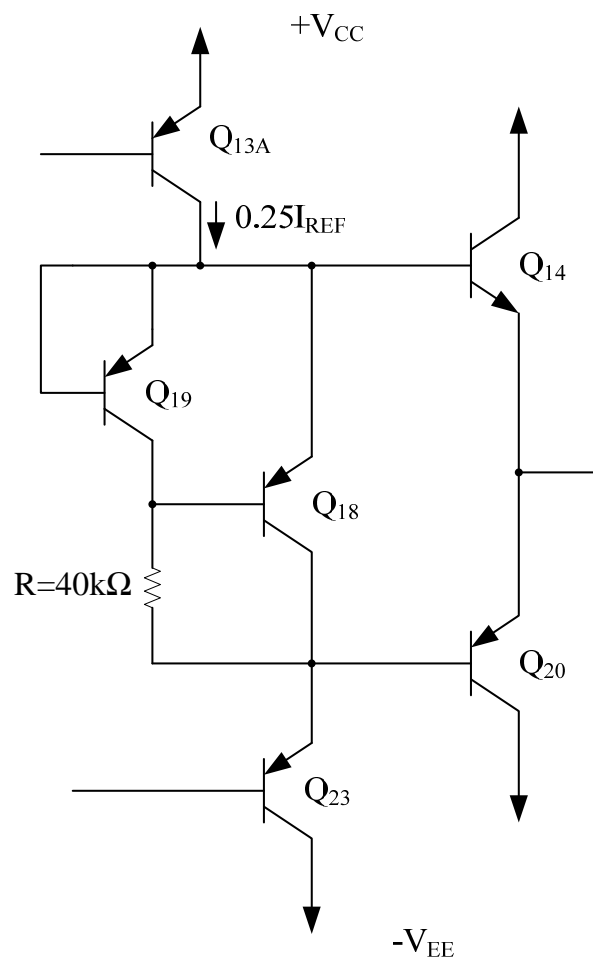 +V_CC
Q_13A
0.25I_REF
Q_14
Q_19
Q_18
R=40kΩ
Q_20
Q_23
-V_EE